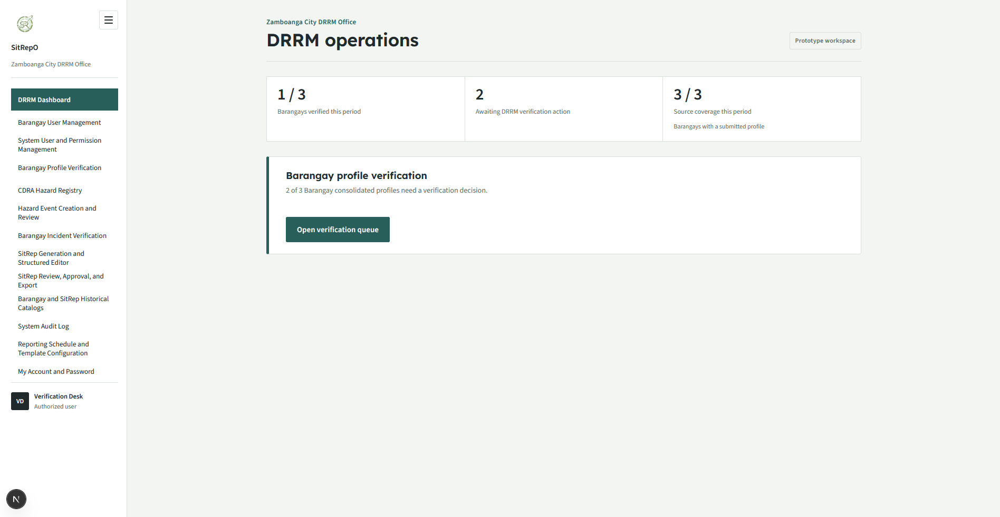 SR
SitRepO
Zamboanga City DRRM Office
DRRM Dashboard
Barangay User Management
System User and Permission
Management
Barangay Profile Verification
CDRA Hazard Registry
Hazard Event Creation and
Review
Barangay Incident Verification
SitRep Generation and
Structured Editor
SitRep Review, Approval, and
Export
Barangay and SitRep Historical
Catalogs
System Audit Log
Reporting Schedule and
Template Configuration
My Account and Password
VD
Verification Desk
Authorized user
N
Zamboanga City DRRM Office
DRRM operations
Prototype workspace
1 / 3
Barangays verified this period
2
Awaiting DRRM verification action
3 / 3
Source coverage this period
Barangays with a submitted profile
Barangay profile verification
2 of 3 Barangay consolidated profiles need a verification decision.
Open verification queue